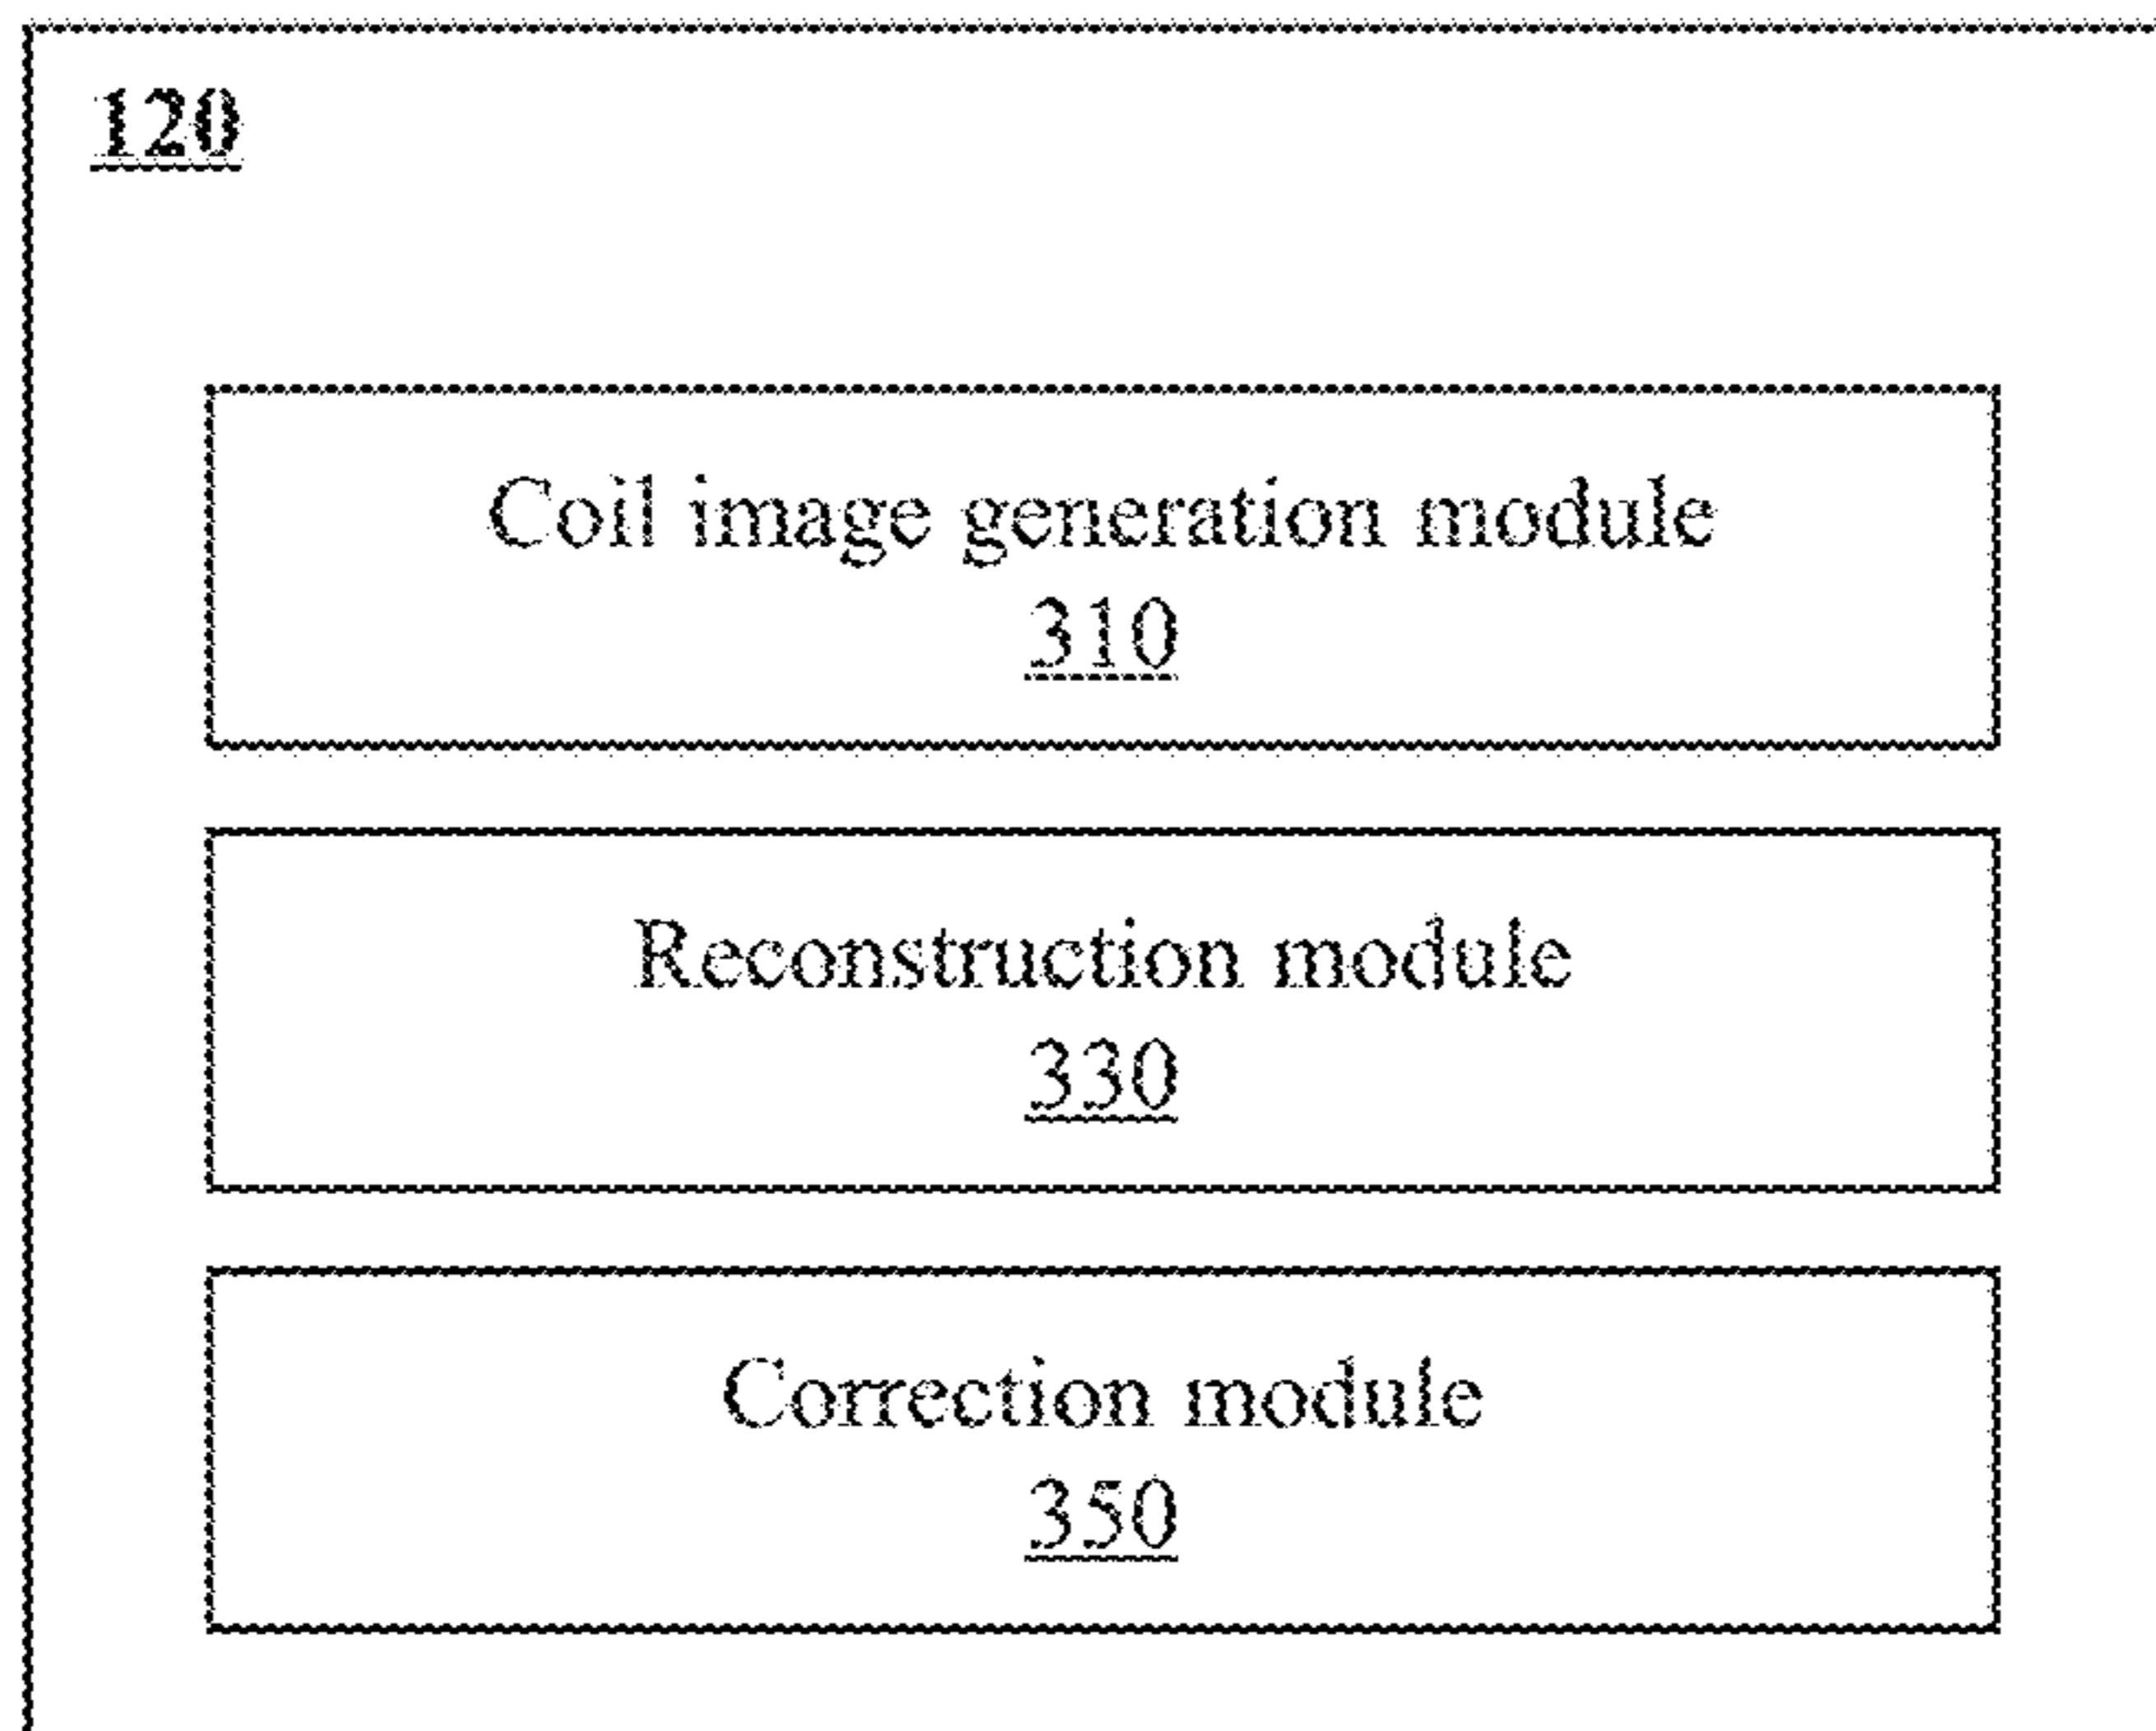 120
Coil image generation module
310
Reconstruction module
330
Correction module
350